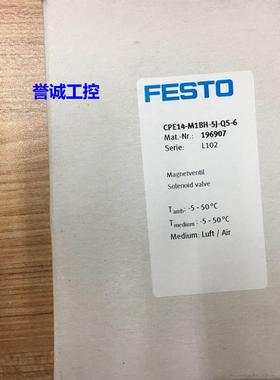 誉诚工控
FESTO
CPE14-M1BH-5J-QS-6
Mat.-Nr.: 196907
Serie: L102
Magnetventil
Solenoid valve
Tamb: -5 - 50 °C
Tmedium: -5 - 50 °C
Medium: Luft / Air